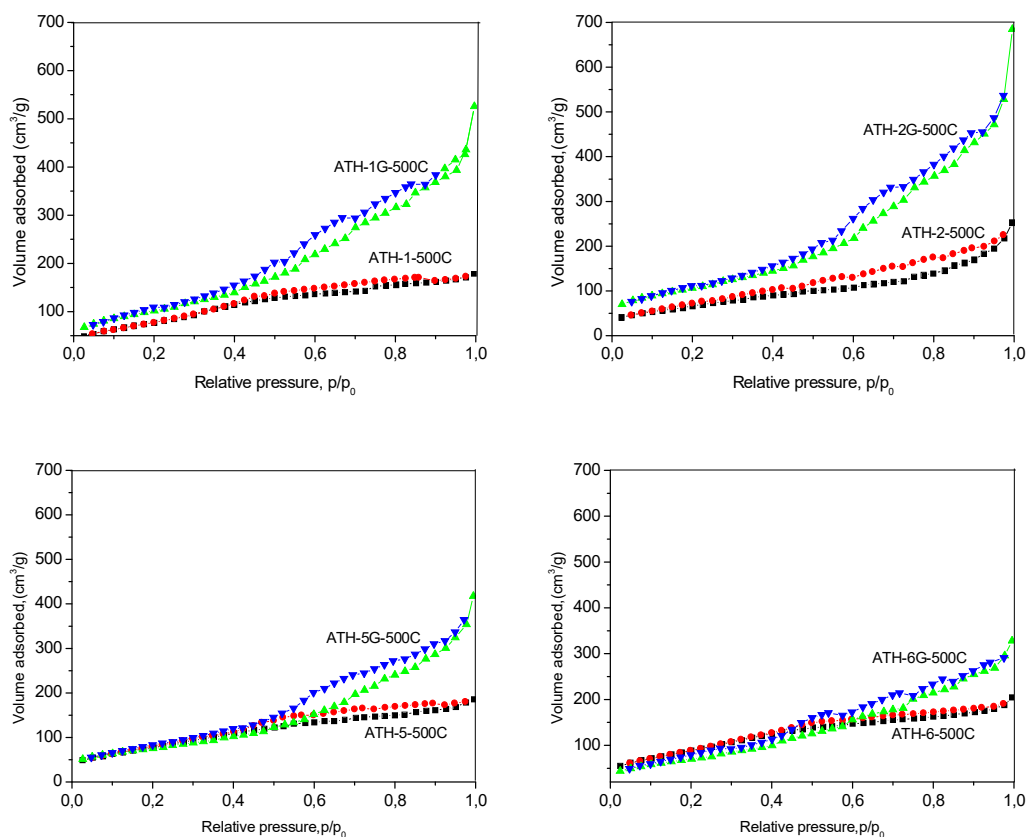 700
600
500
400
300
200
100
Volume adsorbed, (cm³/g)
ATH-1G-500C
ATH-1-500C
0,0 0,2 0,4 0,6 0,8 1,0
Relative pressure, p/p₀
700
600
500
400
300
200
100
0
Volume adsorbed,(cm³/g)
ATH-2G-500C
ATH-2-500C
0,0 0,2 0,4 0,6 0,8 1,0
Relative pressure, p/p₀
700
600
500
400
300
200
100
0
Volume adsorbed,(cm³/g)
ATH-5G-500C
ATH-5-500C
0,0 0,2 0,4 0,6 0,8 1,0
Relative pressure,p/p₀
700
600
500
400
300
200
100
Volume adsorbed,(cm³/g)
ATH-6G-500C
ATH-6-500C
0,0 0,2 0,4 0,6 0,8 1,0
Relative pressure,p/p₀